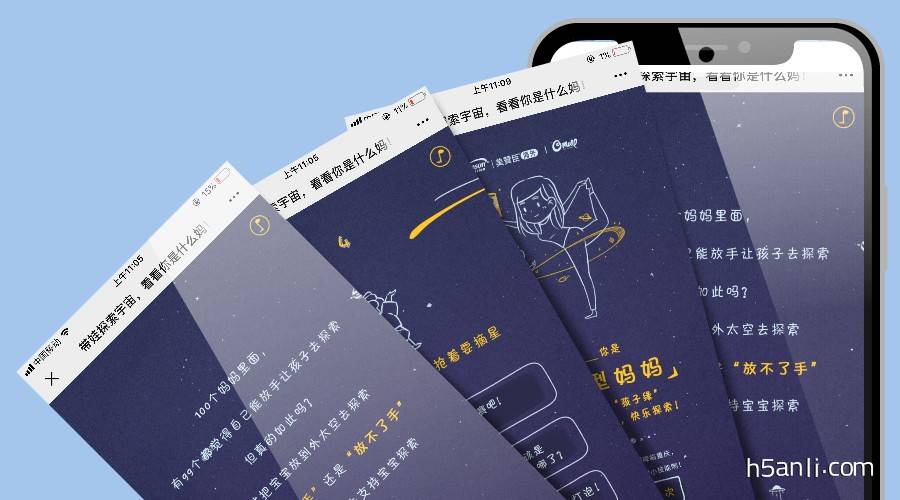 中国移动
上午11:05
15%
带娃探索宇宙，看看你是什么妈!
100个妈妈里面，
有99个都觉得自己能放手让孩子去探索
但真的如此吗?
把宝宝放到外太空去探索
还是“放不了手”
支持宝宝探索
上午11:05
11%
宇宙，看看你是什么妈!
抢着要摘星
上午11:09
1%
索宇宙，看看你是什么妈!
美赞臣
你是
型妈妈」
“孩子缘”
快乐探索!
探索宇宙，看看你是什么妈!
妈妈里面，
能放手让孩子去探索
如此吗?
外太空去探索
“放不了手”
持宝宝探索
h5anli.com